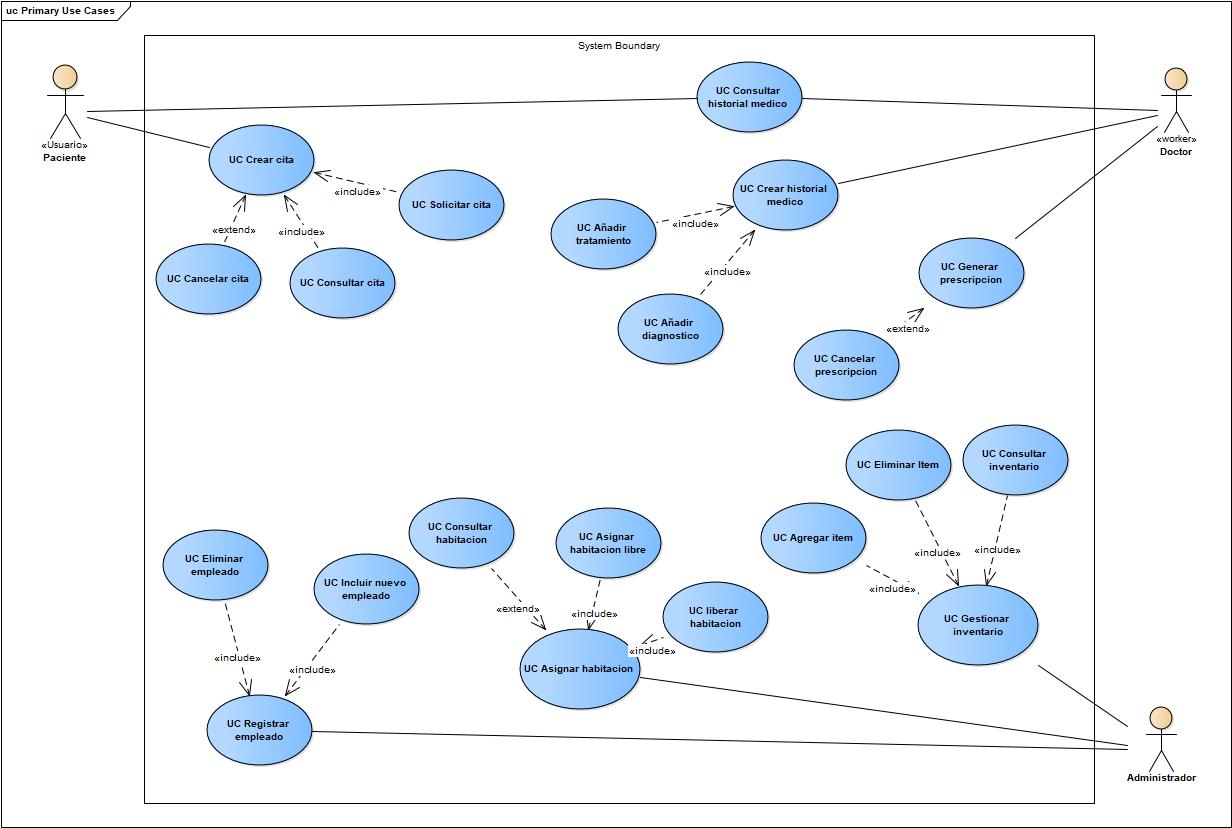 uc Primary Use Cases
System Boundary
«Usuario»
Paciente
UC Consultar
historial medico
«worker»
Doctor
UC Crear cita
«include»
UC Solicitar cita
«extend»
«include»
UC Cancelar cita
UC Consultar cita
UC Crear historial
medico
UC Añadir
tratamiento
«include»
«include»
UC Añadir
diagnostico
UC Generar
prescripcion
«extend»
UC Cancelar
prescripcion
UC Eliminar Item
UC Consultar
inventario
UC Agregar item
«include»
«include»
«include»
UC Gestionar
inventario
UC Consultar
habitacion
UC Asignar
habitacion libre
UC liberar
habitacion
«extend»
«include»
«include»
UC Asignar habitacion
UC Eliminar
empleado
UC Incluir nuevo
empleado
«include»
«include»
UC Registrar
empleado
Administrador